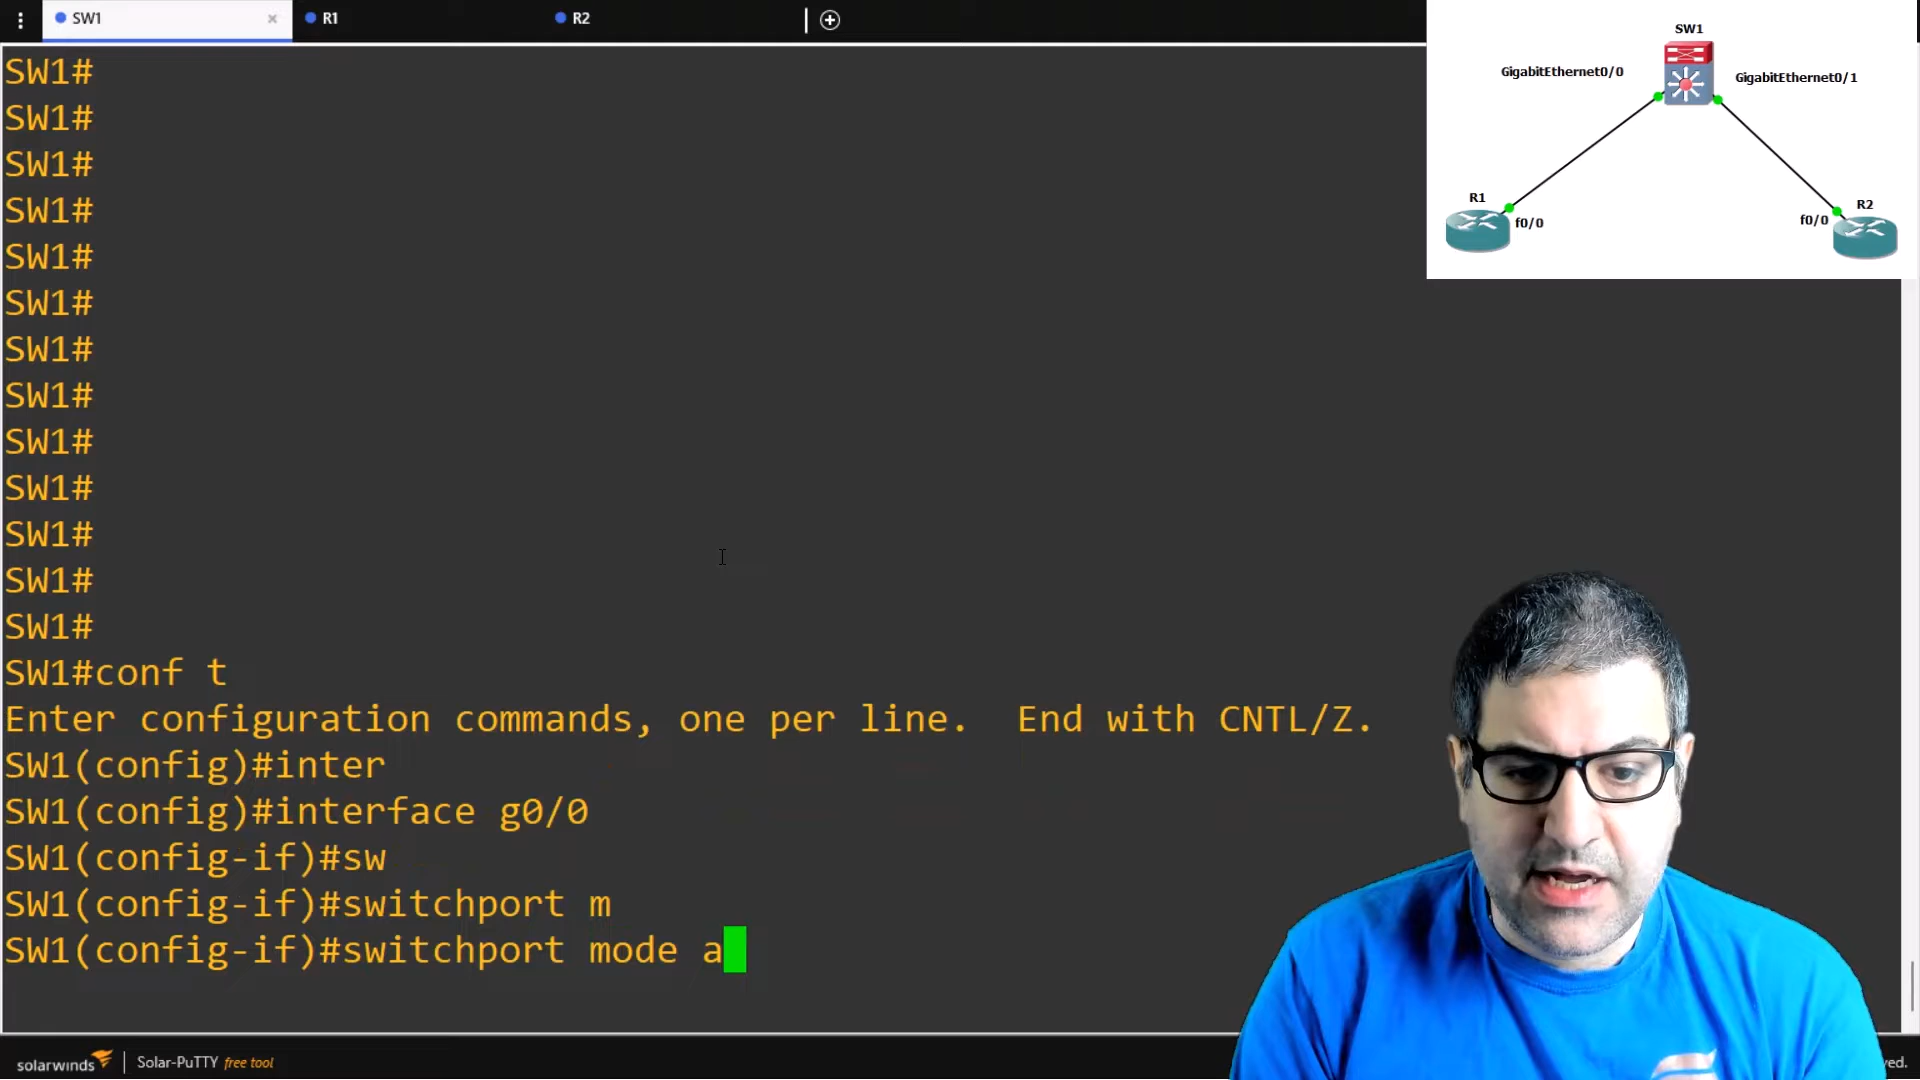 SW1 × R1 R2
SW1#
SW1#
SW1#
SW1#
SW1#
SW1#
SW1#
SW1#
SW1#
SW1#
SW1#
SW1#
SW1#
SW1#conf t
Enter configuration commands, one per line.  End with CNTL/Z.
SW1(config)#inter
SW1(config)#interface g0/0
SW1(config-if)#sw
SW1(config-if)#switchport m
SW1(config-if)#switchport mode a
SW1
GigabitEthernet0/0
GigabitEthernet0/1
R1
f0/0
R2
f0/0
solarwinds | Solar-PuTTY free tool